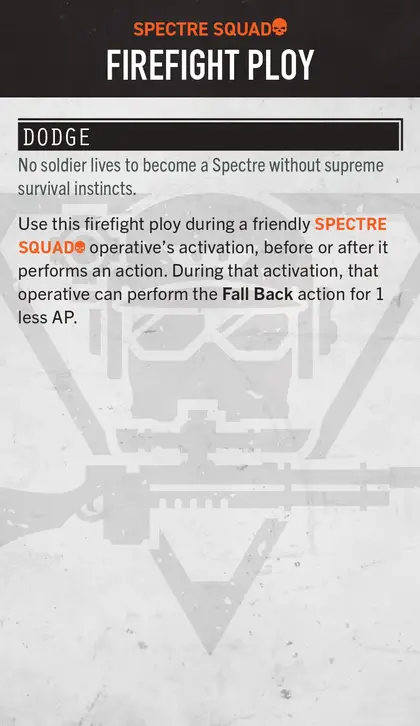 SPECTRE SQUAD
FIREFIGHT PLOY
DODGE
No soldier lives to become a Spectre without supreme
survival instincts.
Use this firefight ploy during a friendly SPECTRE
SQUAD operative’s activation, before or after it
performs an action. During that activation, that
operative can perform the Fall Back action for 1
less AP.